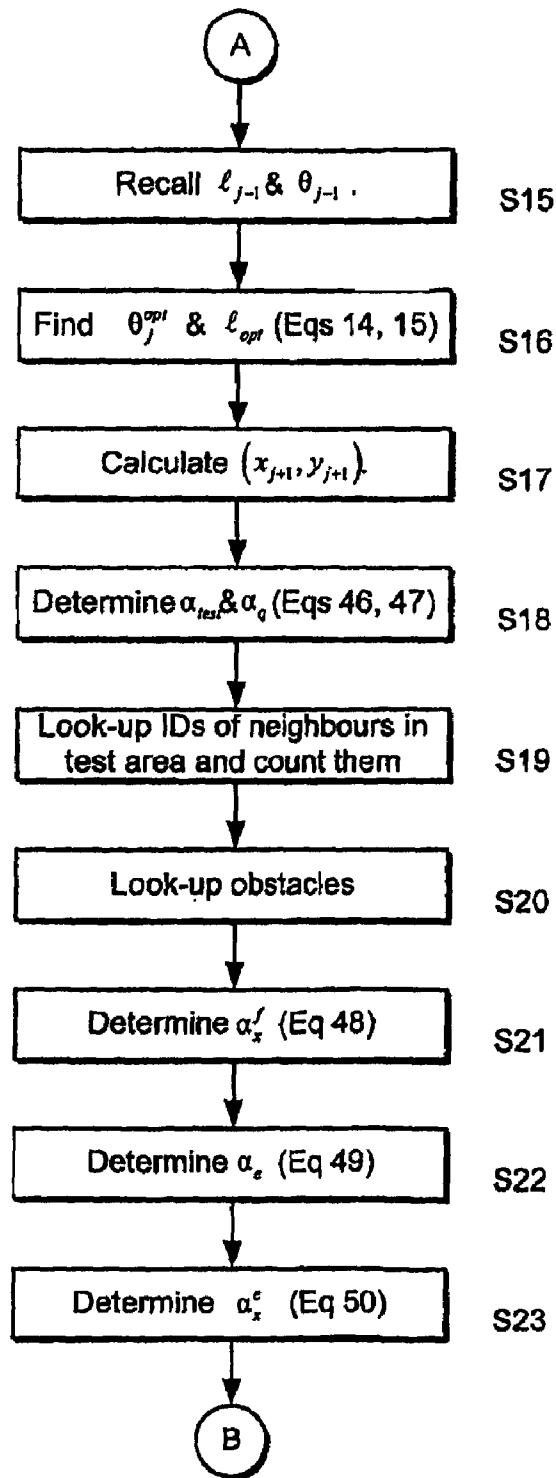 A
Recall ℓ_{j-1} & θ_{j-1} .
S15
Find θ_j^{opt} & ℓ_{opt} (Eqs 14, 15)
S16
Calculate (x_{j+1}, y_{j+1}).
S17
Determine α_{test} & α_q (Eqs 46, 47)
S18
Look-up IDs of neighbours in
test area and count them
S19
Look-up obstacles
S20
Determine α_x^f (Eq 48)
S21
Determine α_e (Eq 49)
S22
Determine α_x^e (Eq 50)
S23
B